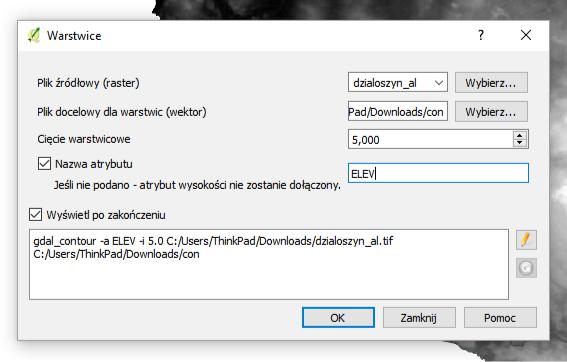 Warstwice
?
Plik źródłowy (raster)
dzialoszyn_al
Wybierz...
Plik docelowy dla warstwic (wektor)
Pad/Downloads/con
Wybierz...
Cięcie warstwicowe
5,000
Nazwa atrybutu
ELEV
Jeśli nie podano - atrybut wysokości nie zostanie dołączony.
Wyświetl po zakończeniu
gdal_contour -a ELEV -i 5.0 C:/Users/ThinkPad/Downloads/dzialoszyn_al.tif
C:/Users/ThinkPad/Downloads/con
OK
Zamknij
Pomoc